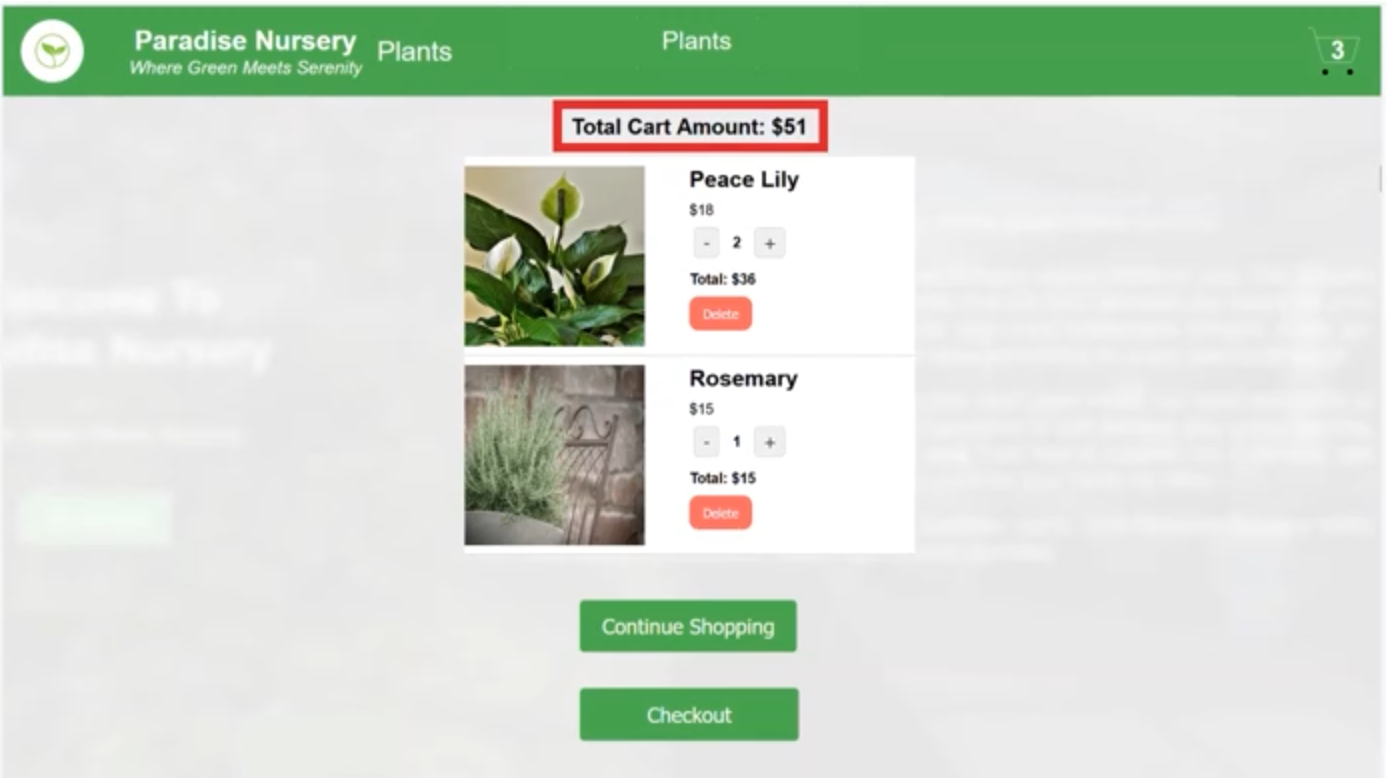 Paradise Nursery
Where Green Meets Serenity
Plants
Plants
3
Total Cart Amount: $51
Peace Lily
$18
- 2 +
Total: $36
Delete
Rosemary
$15
- 1 +
Total: $15
Delete
Continue Shopping
Checkout